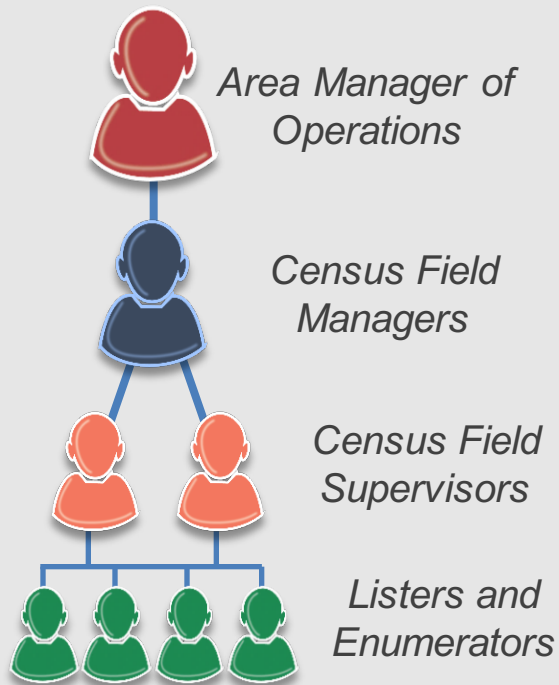 Area Manager of
Operations
Census Field
Managers
Census Field
Supervisors
Listers and
Enumerators